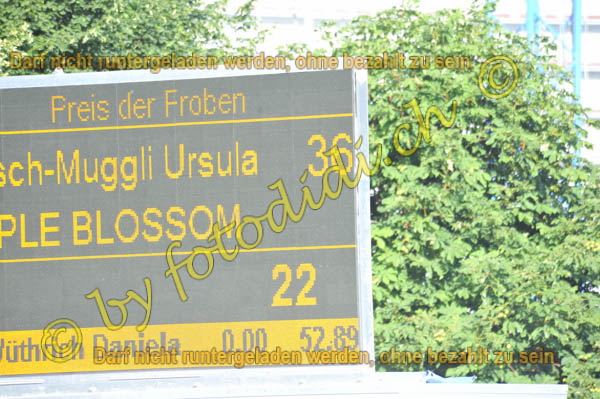 Darf nicht runtergeladen werden, ohne bezahlt zu sein
Preis der Froben
sch-Muggli Ursula 36
PLE BLOSSOM
© by fotodidi.ch ©
22
Daniela 0.00 52.89
Darf nicht runtergeladen werden, ohne bezahlt zu sein